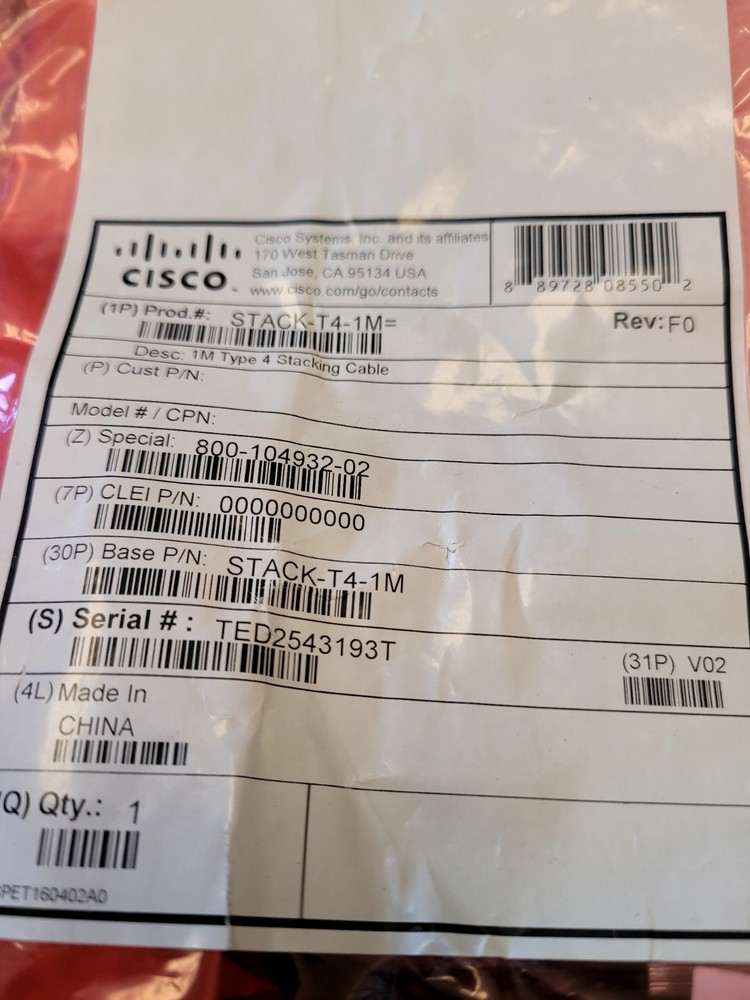 CISCO
Cisco Systems, Inc. and its affiliates
170 West Tasman Drive
San Jose, CA 95134 USA
www.cisco.com/go/contacts
8 89728 08550 2
(1P) Prod.#: STACK-T4-1M=
Rev:F0
Desc: 1M Type 4 Stacking Cable
(P) Cust P/N:
Model # / CPN:
(Z) Special: 800-104932-02
(7P) CLEI P/N: 0000000000
(30P) Base P/N: STACK-T4-1M
(S) Serial # : TED2543193T
(31P) V02
(4L) Made In
CHINA
Q) Qty.: 1
PET160402A0